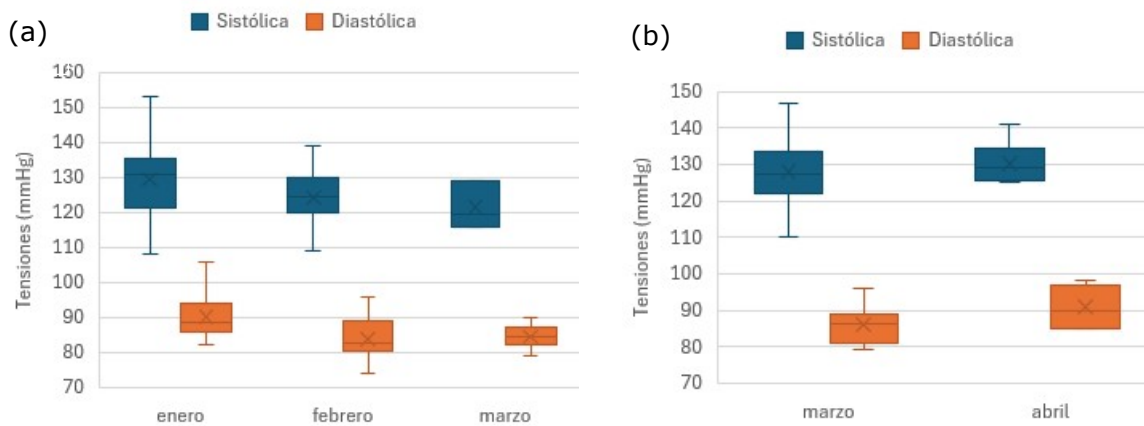 (a)
Sistólica Diastólica
Tensiones (mmHg)
160
150
140
130
120
110
100
90
80
70
enero febrero marzo
(b)
Sistólica Diastólica
Tensiones (mmHg)
150
140
130
120
110
100
90
80
70
marzo abril